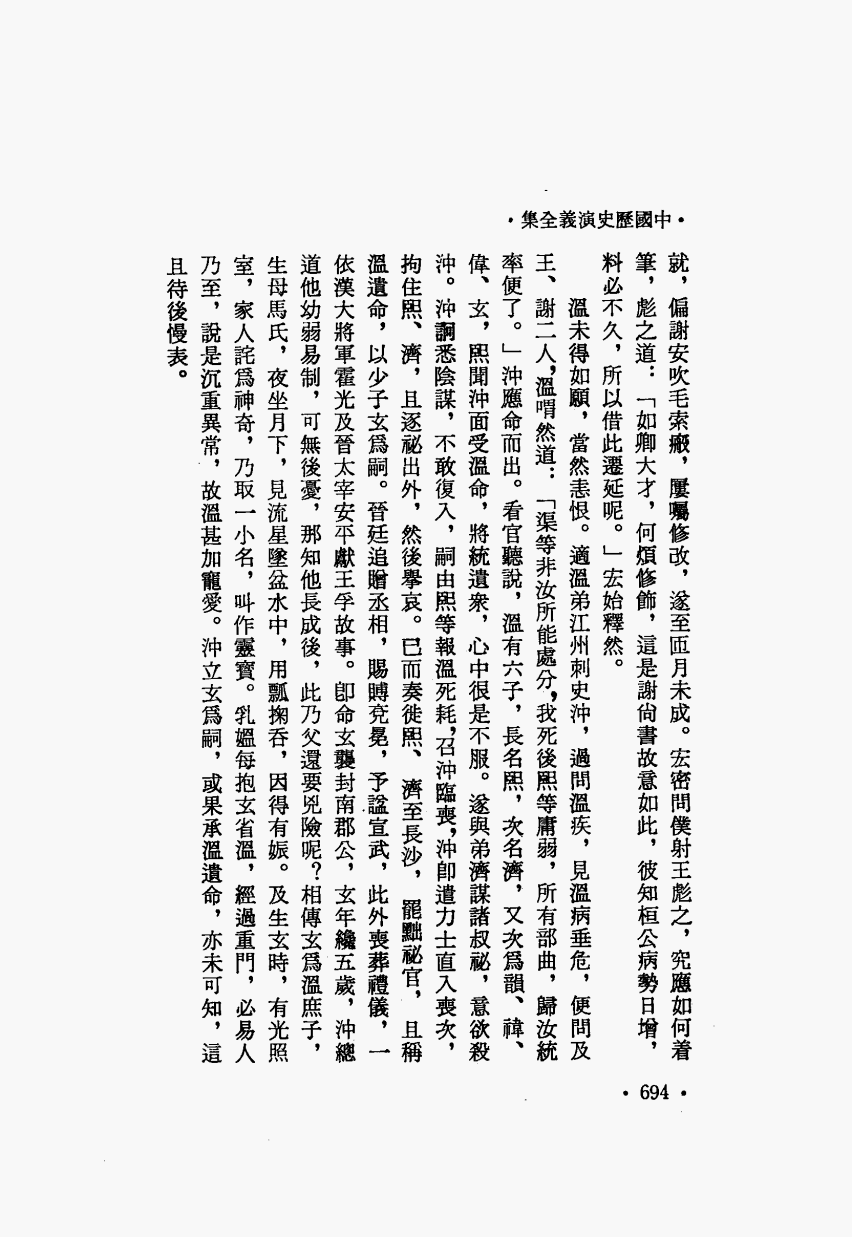 ·中國歷史演義全集·
就，偏謝安吹毛索瘢，屢囑修改，遂至匝月未成。宏密問僕射王彪之，究應如何着
筆，彪之道：「如卿大才，何煩修飾，這是謝尙書故意如此，彼知桓公病勢日增，
料必不久，所以借此遷延呢。」宏始釋然。
溫未得如願，當然恚恨。適溫弟江州刺史沖，過問溫疾，見溫病垂危，便問及
王、謝二人，溫喟然道：「渠等非汝所能處分，我死後熙等庸弱，所有部曲，歸汝統
率便了。」沖應命而出。看官聽說，溫有六子，長名熙，次名濟，又次爲韻、禕、
偉、玄，熙聞沖面受溫命，將統遺衆，心中很是不服。遂與弟濟謀諸叔祕，意欲殺
沖。沖詗悉陰謀，不敢復入，嗣由熙等報溫死耗，召沖臨喪，沖卽遣力士直入喪次，
拘住熙、濟，且逐祕出外，然後擧哀。已而奏徙熙、濟至長沙，罷黜祕官，且稱
溫遺命，以少子玄爲嗣。晉廷追贈丞相，賜賻兗冕，予諡宣武，此外喪葬禮儀，一
依漢大將軍霍光及晉太宰安平獻王孚故事。卽命玄襲封南郡公，玄年纔五歲，沖總
道他幼弱易制，可無後憂，那知他長成後，比乃父還要兇險呢？相傳玄爲溫庶子，
生母馬氏，夜坐月下，見流星墜盆水中，用瓢掬吞，因得有娠。及生玄時，有光照
室，家人詫爲神奇，乃取一小名，叫作靈寶。乳媼每抱玄省溫，經過重門，必易人
乃至，說是沉重異常，故溫甚加寵愛。沖立玄爲嗣，或果承溫遺命，亦未可知，這
且待後慢表。
·694·